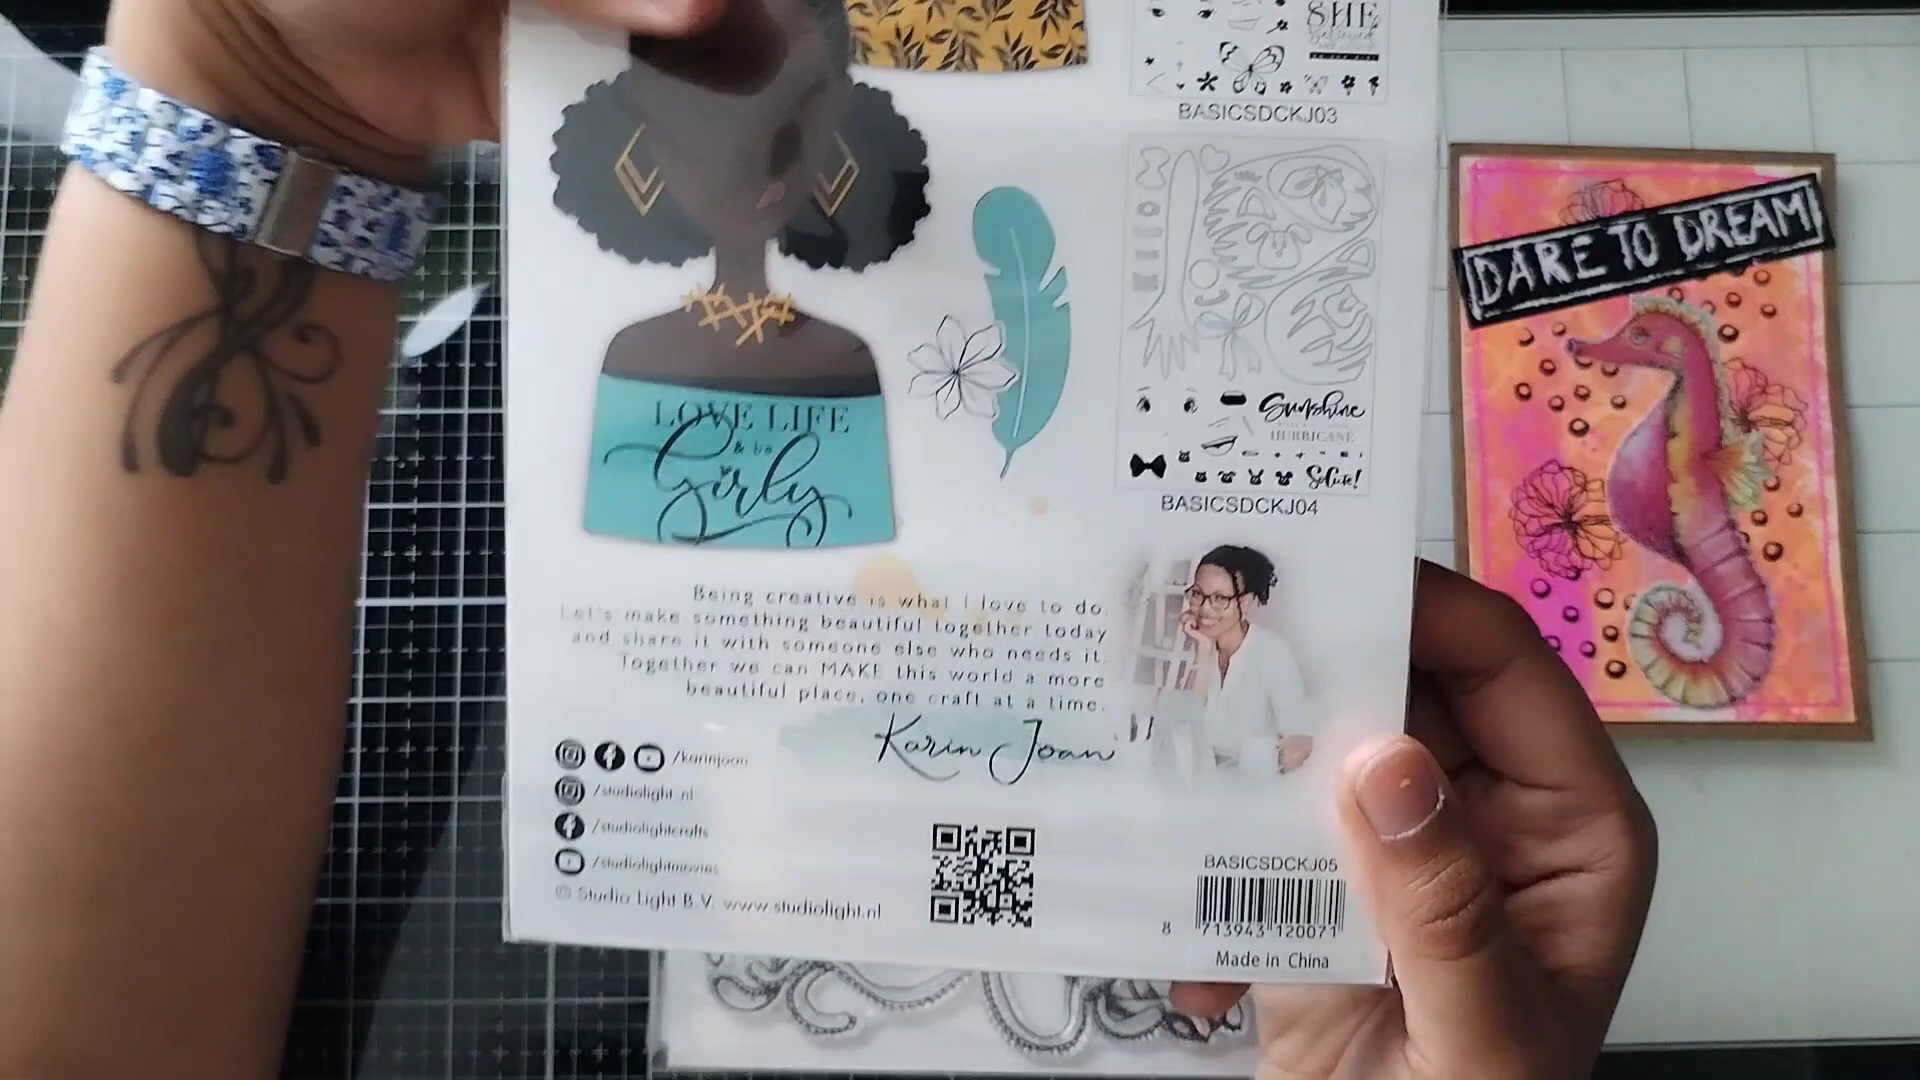 SHE
Believed
BASICSDCKJ03
DARE TO DREAM
LOVE LIFE
& be
Girly
Sunshine
HURRICANE
So Cute!
BASICSDCKJ04
Being creative is what I love to do.
Let's make something beautiful together today
and share it with someone else who needs it.
Together we can MAKE this world a more
beautiful place, one craft at a time.
Karin Joan
/karinjoan
/studiolight_nl
/studiolightcrafts
/studiolightmovies
© Studio Light B.V. www.studiolight.nl
BASICSDCKJ05
8 713943 120071
Made in China